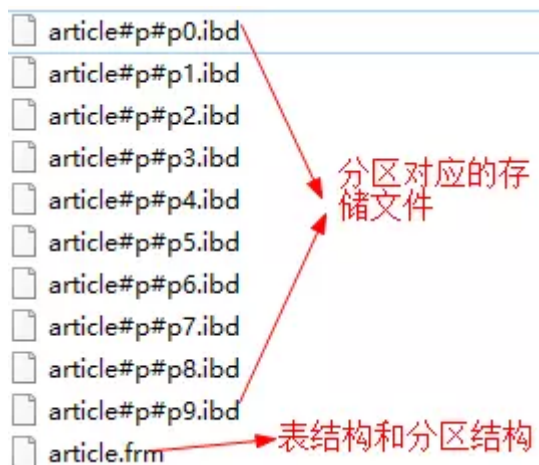 article#p#p0.ibd
article#p#p1.ibd
article#p#p2.ibd
article#p#p3.ibd
article#p#p4.ibd
article#p#p5.ibd
article#p#p6.ibd
article#p#p7.ibd
article#p#p8.ibd
article#p#p9.ibd
article.frm
分区对应的存
储文件
表结构和分区结构